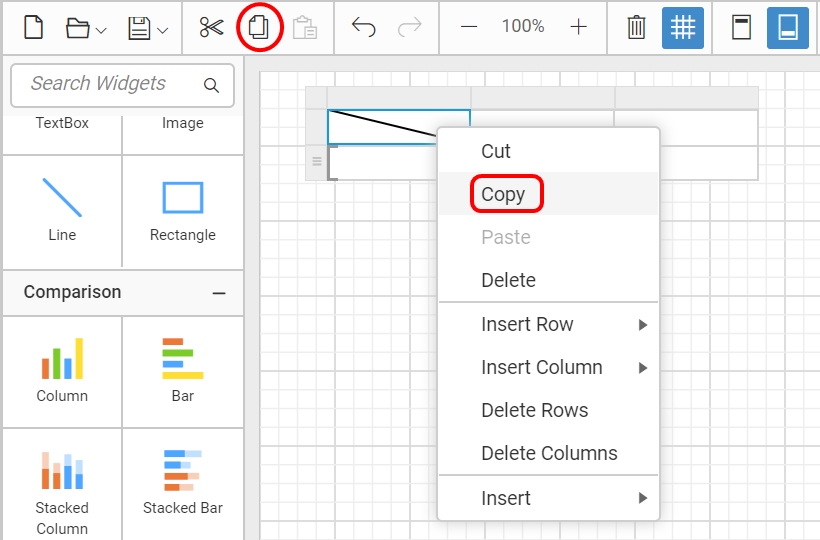 100%
Search Widgets
TextBox
Image
Line
Rectangle
Comparison
Column
Bar
Stacked
Column
Stacked Bar
Cut
Copy
Paste
Delete
Insert Row
Insert Column
Delete Rows
Delete Columns
Insert